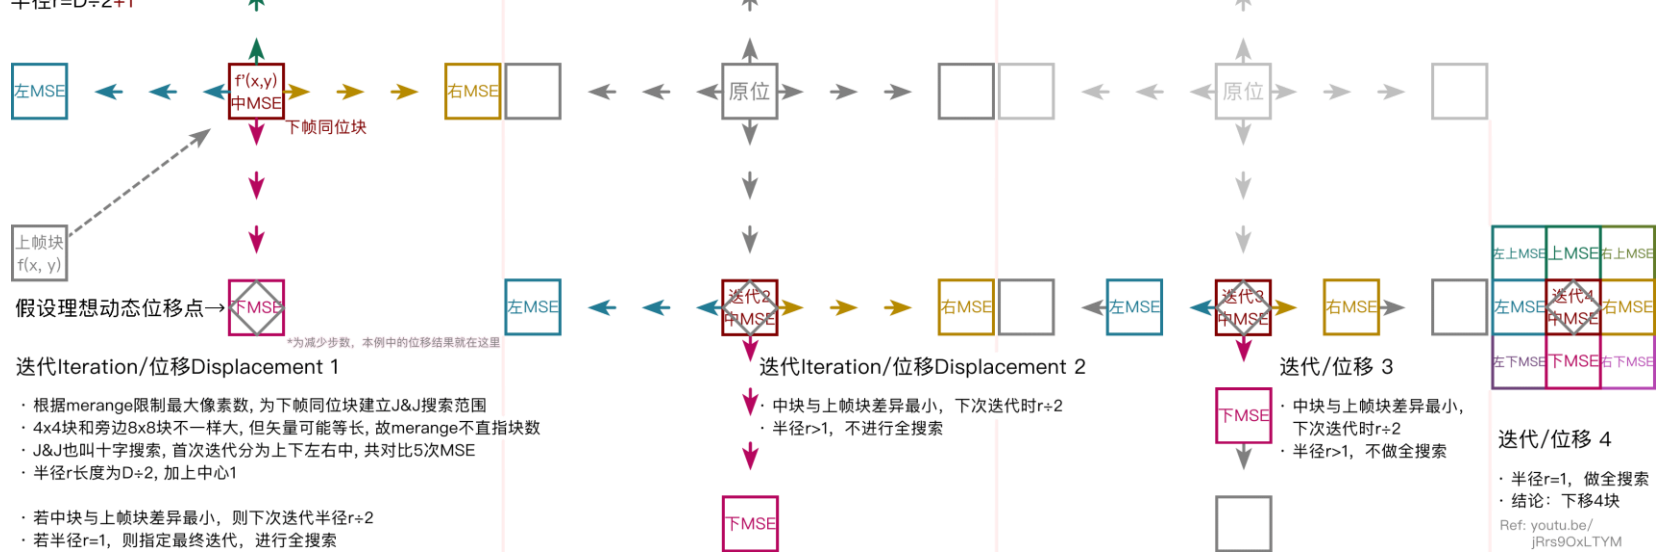 半径r=D÷2+1
左MSE
f'(x,y)
中MSE
右MSE
原位
原位
下帧同位块
上帧块
f(x, y)
左上MSE
上MSE
右上MSE
假设理想动态位移点→
下MSE
左MSE
迭代2
中MSE
右MSE
左MSE
迭代3
中MSE
右MSE
左MSE
迭代4
中MSE
右MSE
*为减少步数，本例中的位移结果就在这里
左下MSE
下MSE
右下MSE
迭代Iteration/位移Displacement 1
· 根据merange限制最大像素数, 为下帧同位块建立J&J搜索范围
· 4x4块和旁边8x8块不一样大, 但矢量可能等长, 故merange不直指块数
· J&J也叫十字搜索, 首次迭代分为上下左右中, 共对比5次MSE
· 半径r长度为D÷2, 加上中心1
· 若中块与上帧块差异最小，则下次迭代半径r÷2
· 若半径r=1，则指定最终迭代，进行全搜索
迭代Iteration/位移Displacement 2
· 中块与上帧块差异最小，下次迭代时r÷2
· 半径r>1，不进行全搜索
下MSE
迭代/位移 3
下MSE
· 中块与上帧块差异最小，
下次迭代时r÷2
· 半径r>1，不做全搜索
迭代/位移 4
· 半径r=1，做全搜索
· 结论：下移4块
Ref: youtu.be/
jRrs9OxLTYM